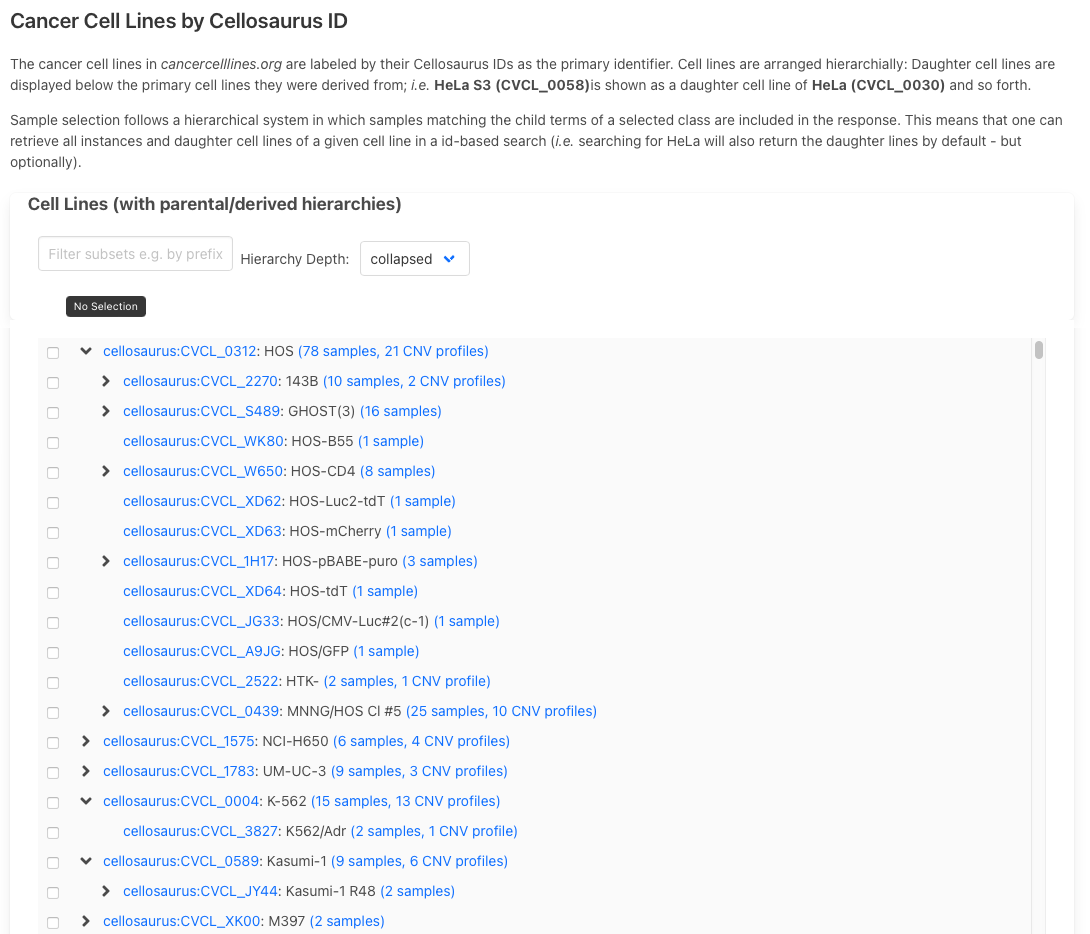 Cancer Cell Lines by Cellosaurus ID
The cancer cell lines in cancercelllines.org are labeled by their Cellosaurus IDs as the primary identifier. Cell lines are arranged hierarchially: Daughter cell lines are
displayed below the primary cell lines they were derived from; i.e. HeLa S3 (CVCL_0058)is shown as a daughter cell line of HeLa (CVCL_0030) and so forth.
Sample selection follows a hierarchical system in which samples matching the child terms of a selected class are included in the response. This means that one can
retrieve all instances and daughter cell lines of a given cell line in a id-based search (i.e. searching for HeLa will also return the daughter lines by default - but
optionally).
Cell Lines (with parental/derived hierarchies)
Filter subsets e.g. by prefix Hierarchy Depth: collapsed
No Selection
cellosaurus:CVCL_0312: HOS (78 samples, 21 CNV profiles)
cellosaurus:CVCL_2270: 143B (10 samples, 2 CNV profiles)
cellosaurus:CVCL_S489: GHOST(3) (16 samples)
cellosaurus:CVCL_WK80: HOS-B55 (1 sample)
cellosaurus:CVCL_W650: HOS-CD4 (8 samples)
cellosaurus:CVCL_XD62: HOS-Luc2-tdT (1 sample)
cellosaurus:CVCL_XD63: HOS-mCherry (1 sample)
cellosaurus:CVCL_1H17: HOS-pBABE-puro (3 samples)
cellosaurus:CVCL_XD64: HOS-tdT (1 sample)
cellosaurus:CVCL_JG33: HOS/CMV-Luc#2(c-1) (1 sample)
cellosaurus:CVCL_A9JG: HOS/GFP (1 sample)
cellosaurus:CVCL_2522: HTK- (2 samples, 1 CNV profile)
cellosaurus:CVCL_0439: MNNG/HOS Cl #5 (25 samples, 10 CNV profiles)
cellosaurus:CVCL_1575: NCI-H650 (6 samples, 4 CNV profiles)
cellosaurus:CVCL_1783: UM-UC-3 (9 samples, 3 CNV profiles)
cellosaurus:CVCL_0004: K-562 (15 samples, 13 CNV profiles)
cellosaurus:CVCL_3827: K562/Adr (2 samples, 1 CNV profile)
cellosaurus:CVCL_0589: Kasumi-1 (9 samples, 6 CNV profiles)
cellosaurus:CVCL_JY44: Kasumi-1 R48 (2 samples)
cellosaurus:CVCL_XK00: M397 (2 samples)